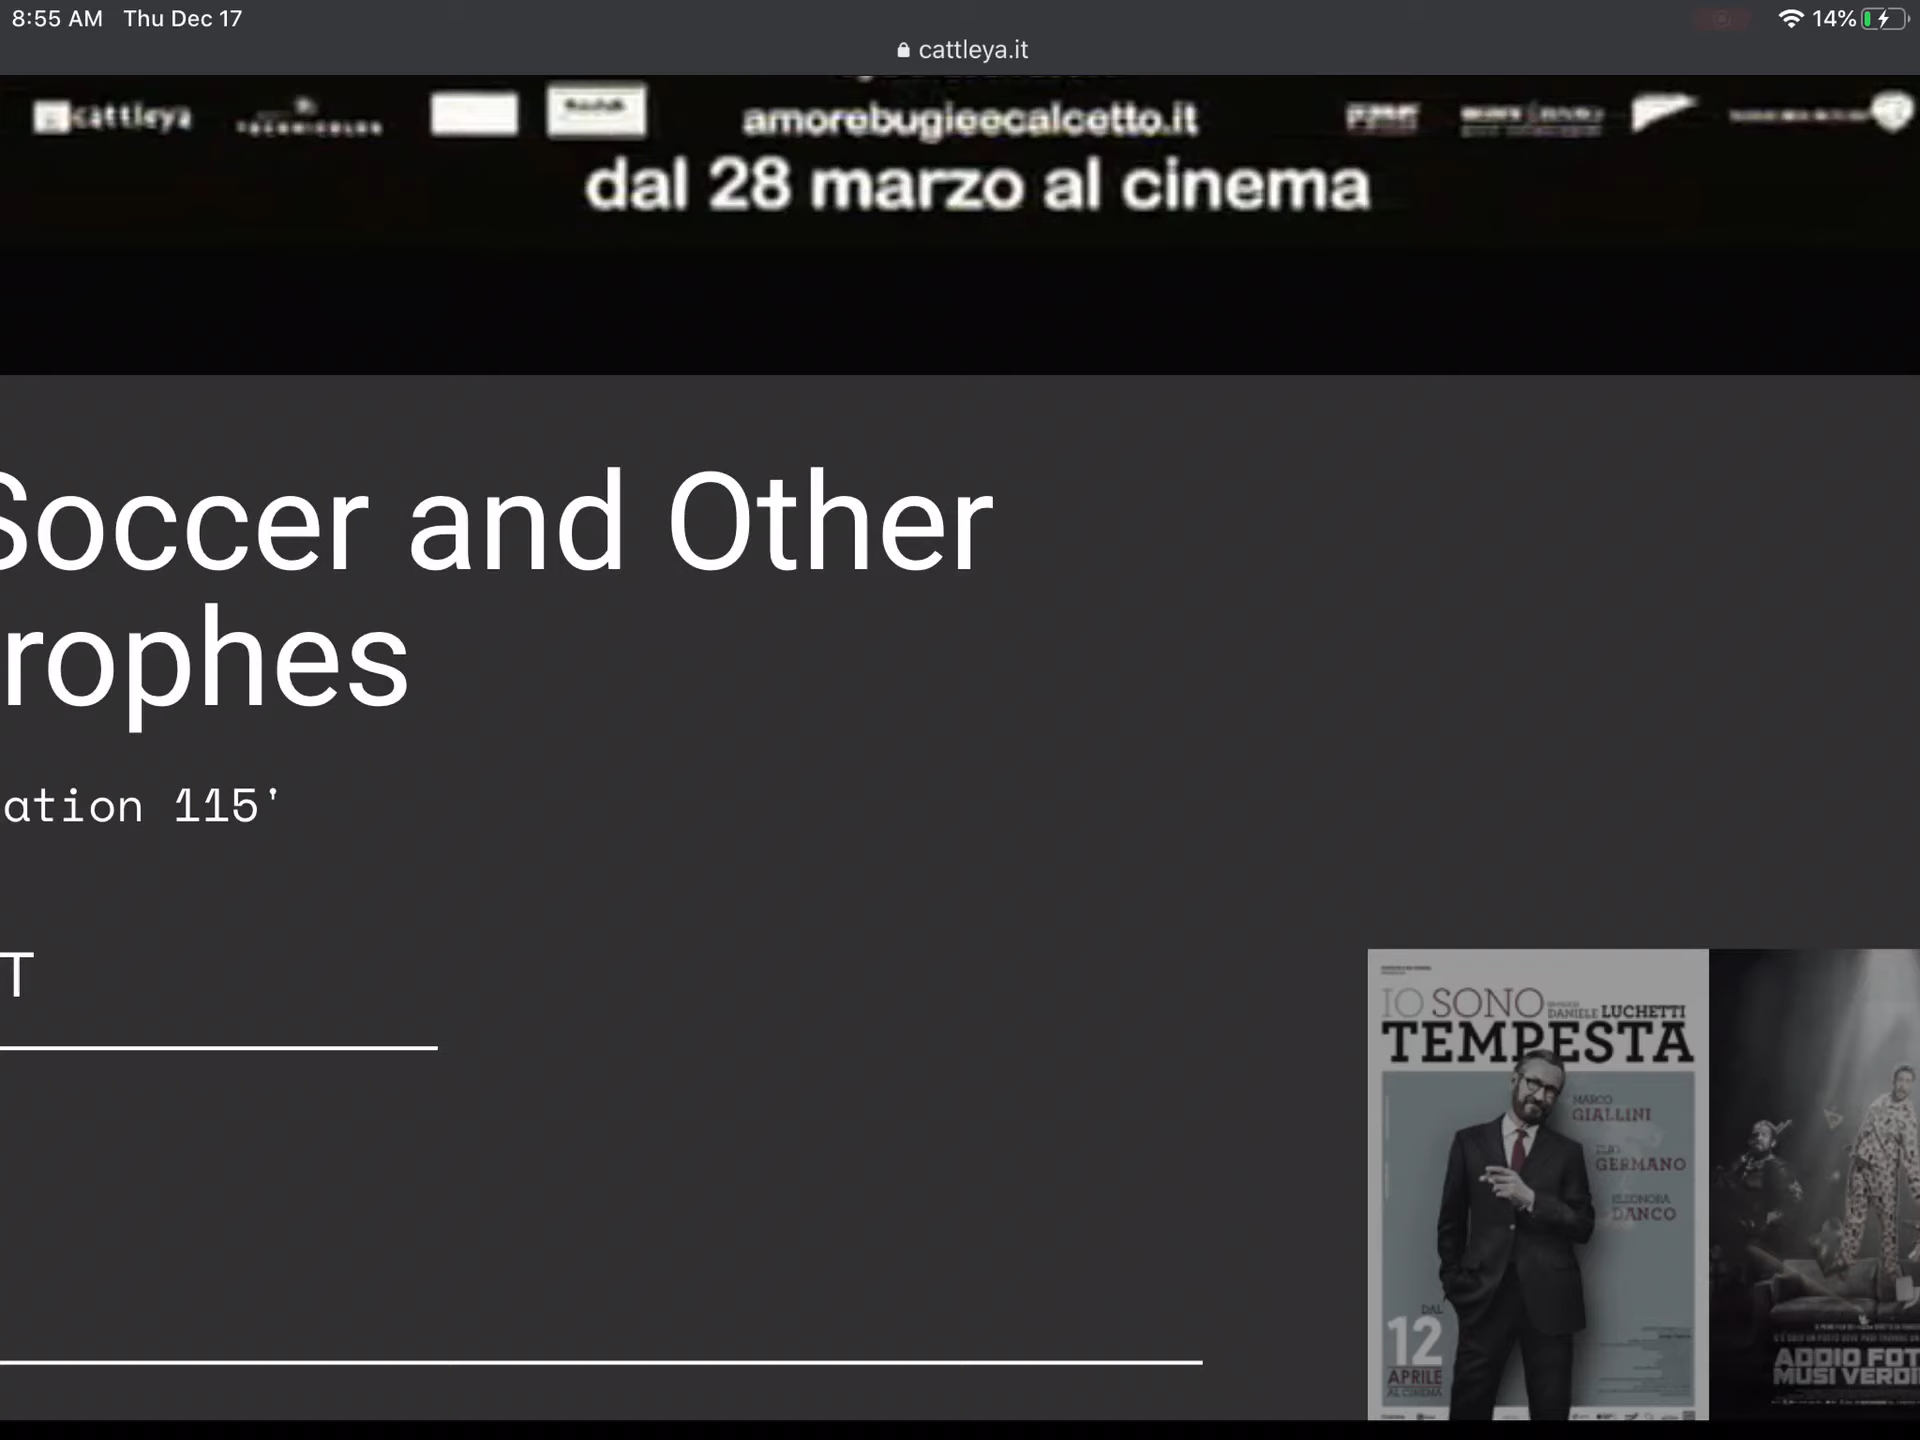 8:55 AM Thu Dec 17
14%
cattleya.it
cattleya
TECHNICOLOR
amorebugieecalcetto.it
dal 28 marzo al cinema
Soccer and Other
rophes
ation 115'
T
IO SONO
DANIELE LUCHETTI
TEMPESTA
MARCO
GIALLINI
ELIO
GERMANO
ELEONORA
DANCO
DAL
12
APRILE
AL CINEMA
ADDIO FOT
MUSI VERDI